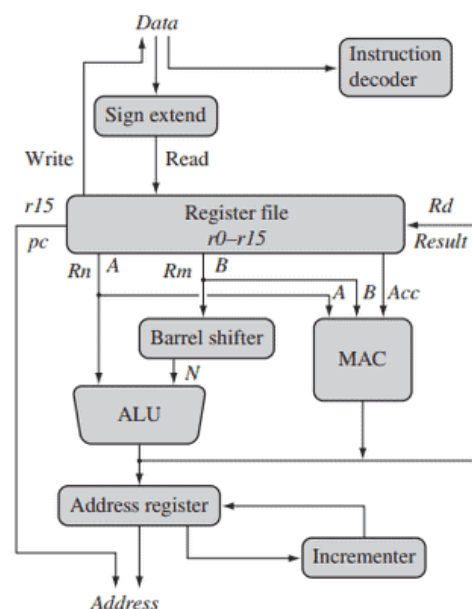 Data
Instruction
decoder
Sign extend
Write
Read
r15
Register file
Rd
pc
r0–r15
Result
Rn
A
Rm
B
A
B
Acc
Barrel shifter
MAC
N
ALU
Address register
Incrementer
Address